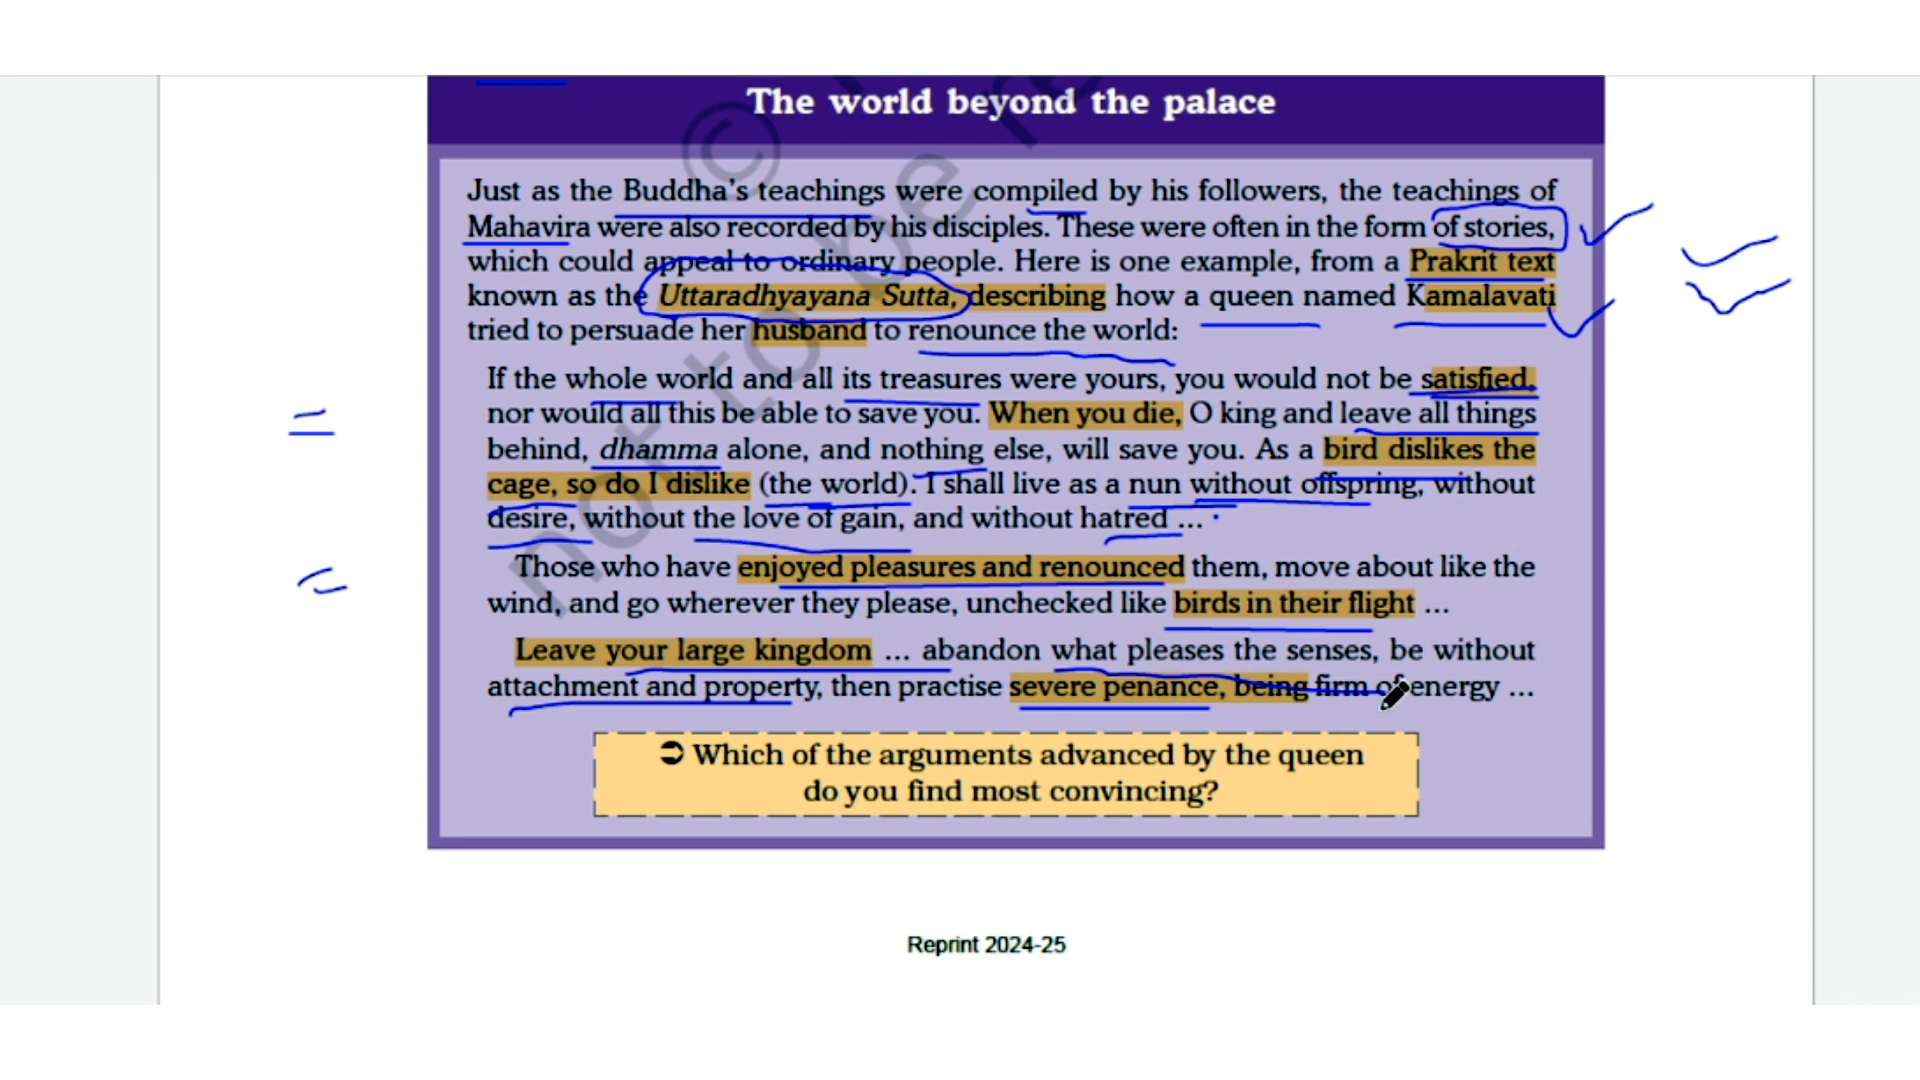 The world beyond the palace
Just as the Buddha's teachings were compiled by his followers, the teachings of
Mahavira were also recorded by his disciples. These were often in the form of stories,
which could appeal to ordinary people. Here is one example, from a Prakrit text
known as the Uttaradhyayana Sutta, describing how a queen named Kamalavati
tried to persuade her husband to renounce the world:
If the whole world and all its treasures were yours, you would not be satisfied,
nor would all this be able to save you. When you die, O king and leave all things
behind, dhamma alone, and nothing else, will save you. As a bird dislikes the
cage, so do I dislike (the world). I shall live as a nun without offspring, without
desire, without the love of gain, and without hatred ...
Those who have enjoyed pleasures and renounced them, move about like the
wind, and go wherever they please, unchecked like birds in their flight ...
Leave your large kingdom ... abandon what pleases the senses, be without
attachment and property, then practise severe penance, being firm of energy ...
➲ Which of the arguments advanced by the queen
do you find most convincing?
Reprint 2024-25
© 
not to be re